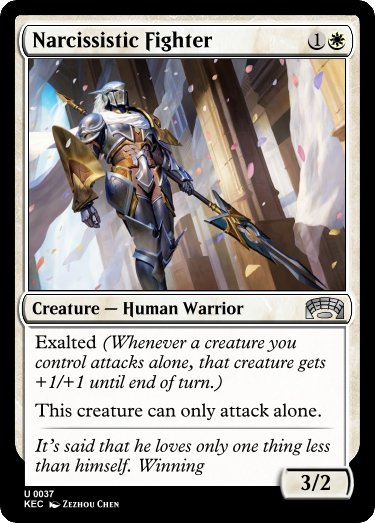 Narcissistic Fighter 1
Creature — Human Warrior
Exalted (Whenever a creature you
control attacks alone, that creature gets
+1/+1 until end of turn.)
This creature can only attack alone.
It's said that he loves only one thing less
than himself. Winning
3/2
U 0037
KEC Zezhou Chen